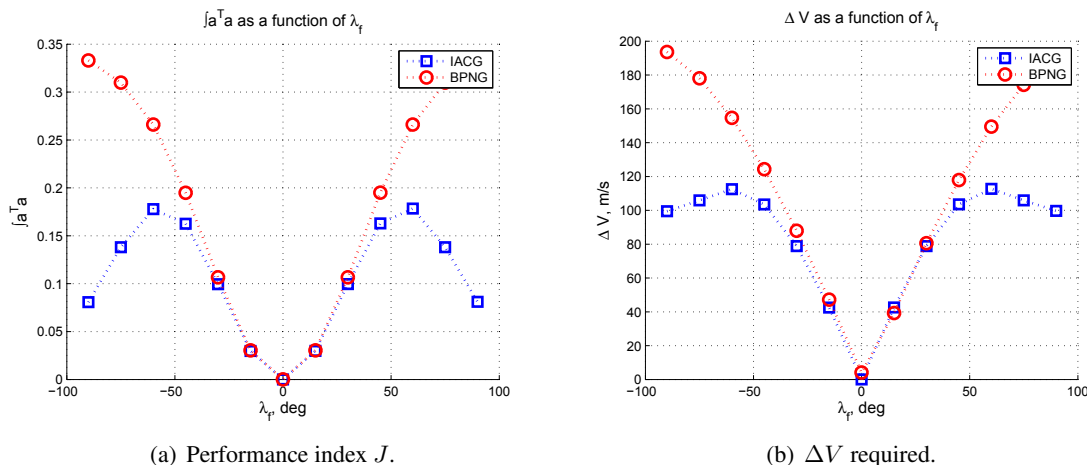 ∫aᵀa as a function of λ_f
0.35
0.3
0.25
0.2
0.15
0.1
0.05
0
∫aᵀa
IACG
BPNG
−100
−50
0
50
100
λ_f, deg
(a) Performance index J.
Δ V as a function of λ_f
200
180
160
140
120
100
80
60
40
20
0
Δ V, m/s
IACG
BPNG
−100
−50
0
50
100
λ_f, deg
(b) ΔV required.